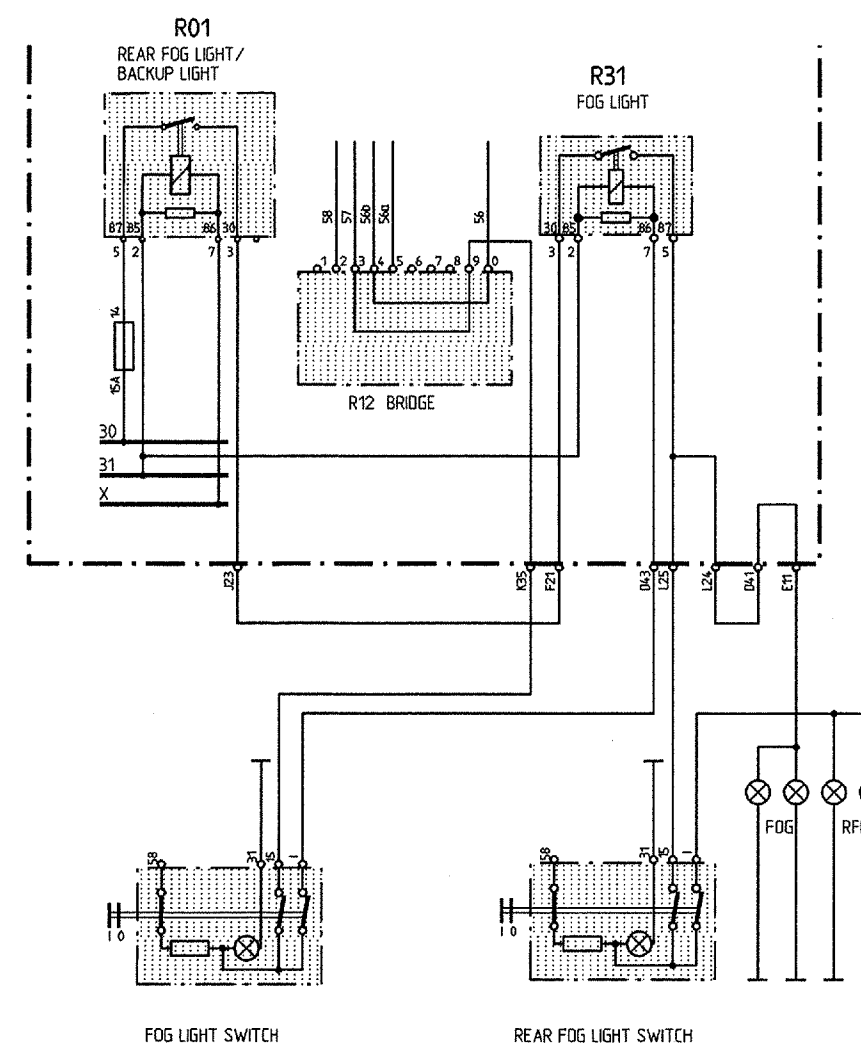 R01
REAR FOG LIGHT/
BACKUP LIGHT
R31
FOG LIGHT
58
57
56b
56a
56
87
85
86
30
5
2
7
3
30
85
86
87
3
2
7
5
1
2
3
4
5
6
7
8
9
0
14
15A
R12 BRIDGE
30
31
X
J23
K35
F21
D43
L25
L24
D41
E11
FOG
58
31
15
1
58
31
15
1
I 0
I 0
FOG LIGHT SWITCH
REAR FOG LIGHT SWITCH